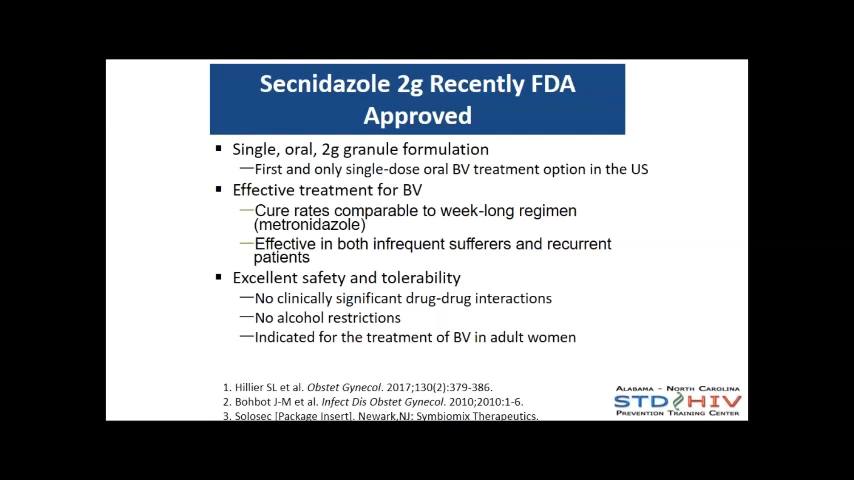 Secnidazole 2g Recently FDA
Approved
▪ Single, oral, 2g granule formulation
—First and only single-dose oral BV treatment option in the US
▪ Effective treatment for BV
—Cure rates comparable to week-long regimen
(metronidazole)
—Effective in both infrequent sufferers and recurrent
patients
▪ Excellent safety and tolerability
—No clinically significant drug-drug interactions
—No alcohol restrictions
—Indicated for the treatment of BV in adult women
1. Hillier SL et al. Obstet Gynecol. 2017;130(2):379-386.
2. Bohbot J-M et al. Infect Dis Obstet Gynecol. 2010;2010:1-6.
3. Solosec [Package Insert]. Newark,NJ: Symbiomix Therapeutics.
Alabama - North Carolina
STD HIV
Prevention Training Center